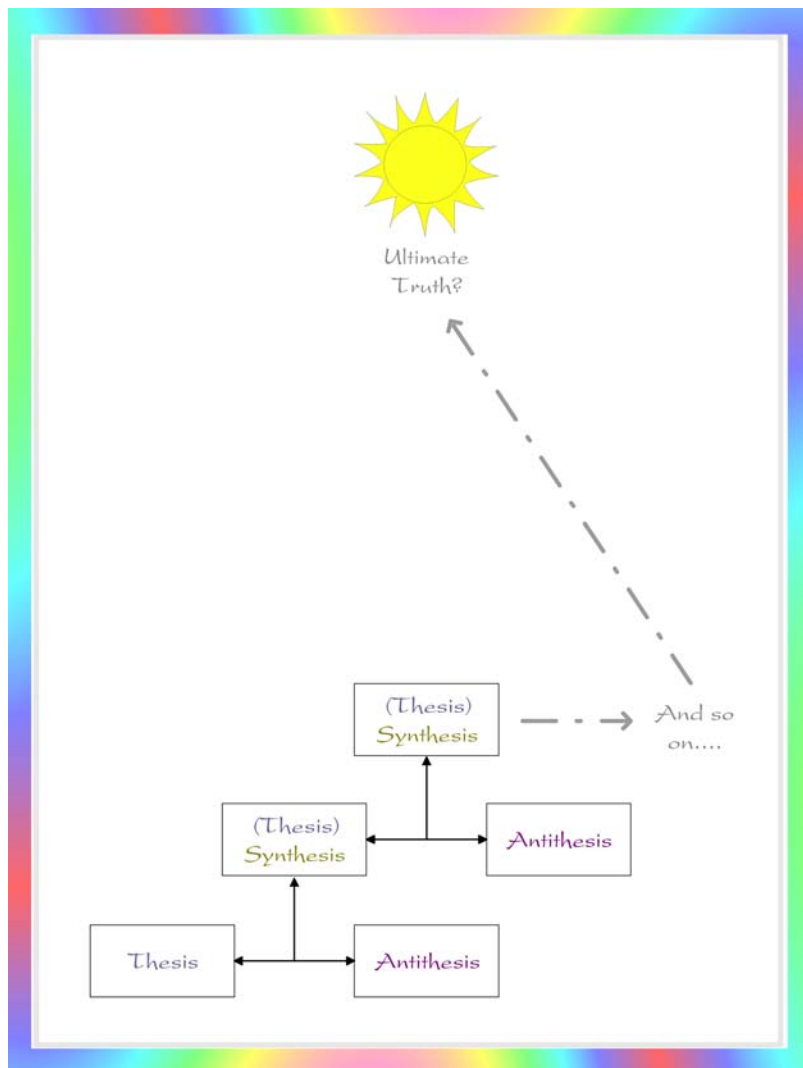 Ultimate
Truth?
(Thesis)
Synthesis
And so
on....
(Thesis)
Synthesis
Antithesis
Thesis
Antithesis